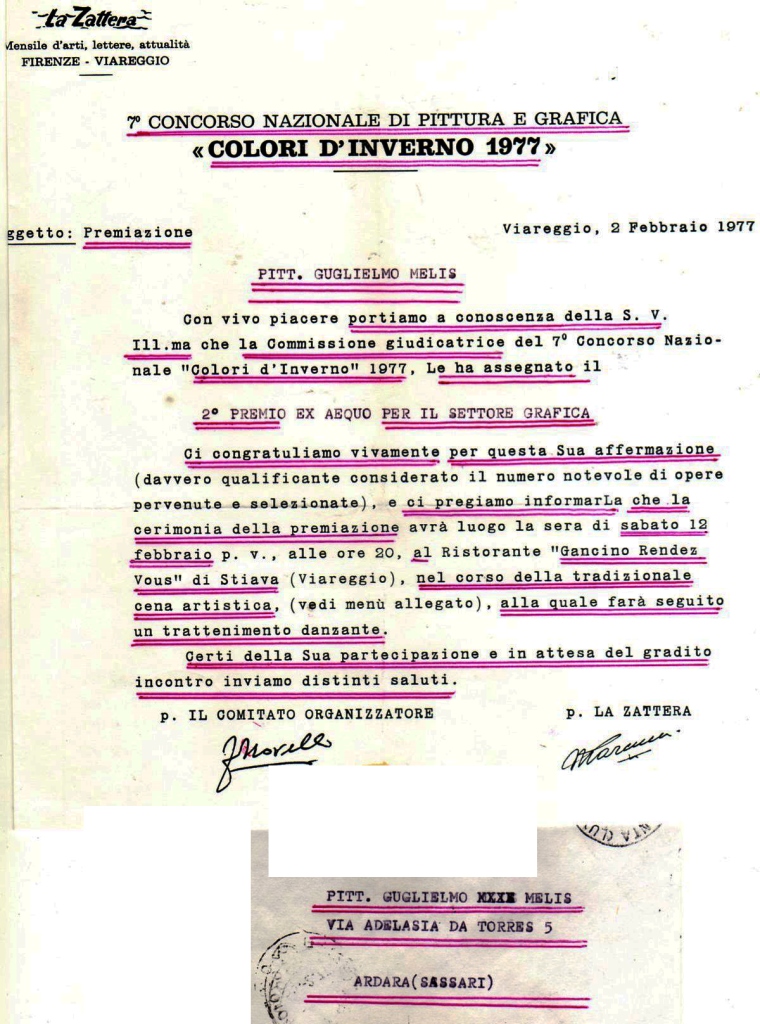 La Zattera
Mensile d'arti, lettere, attualità
FIRENZE - VIAREGGIO
7º CONCORSO NAZIONALE DI PITTURA E GRAFICA
«COLORI D'INVERNO 1977»
ggetto: Premiazione
Viareggio, 2 Febbraio 1977
PITT. GUGLIELMO MELIS
Con vivo piacere portiamo a conoscenza della S. V.
Ill.ma che la Commissione giudicatrice del 7º Concorso Nazio-
nale "Colori d'Inverno" 1977, Le ha assegnato il
2º PREMIO EX AEQUO PER IL SETTORE GRAFICA
Ci congratuliamo vivamente per questa Sua affermazione
(davvero qualificante considerato il numero notevole di opere
pervenute e selezionate), e ci pregiamo informarLa che la
cerimonia della premiazione avrà luogo la sera di sabato 12
febbraio p. v., alle ore 20, al Ristorante "Gancino Rendez
Vous" di Stiava (Viareggio), nel corso della tradizionale
cena artistica, (vedi menù allegato), alla quale farà seguito
un trattenimento danzante.
Certi della Sua partecipazione e in attesa del gradito
incontro inviamo distinti saluti.
p. IL COMITATO ORGANIZZATORE
p. LA ZATTERA
PITT. GUGLIELMO XXXX MELIS
VIA ADELASIA DA TORRES 5
ARDARA(SASSARI)